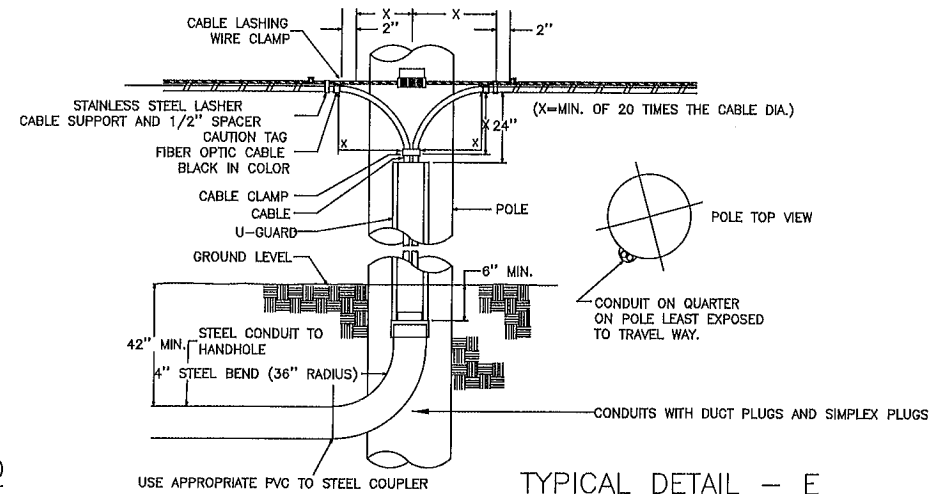 X
X
CABLE LASHING
WIRE CLAMP
2"
2"
STAINLESS STEEL LASHER
CABLE SUPPORT AND 1/2" SPACER
CAUTION TAG
FIBER OPTIC CABLE
BLACK IN COLOR
(X=MIN. OF 20 TIMES THE CABLE DIA.)
X
24"
X
X
CABLE CLAMP
CABLE
U-GUARD
POLE
POLE TOP VIEW
GROUND LEVEL
6" MIN.
CONDUIT ON QUARTER
ON POLE LEAST EXPOSED
TO TRAVEL WAY.
42" MIN.
STEEL CONDUIT TO
HANDHOLE
4" STEEL BEND (36" RADIUS)
CONDUITS WITH DUCT PLUGS AND SIMPLEX PLUGS
USE APPROPRIATE PVC TO STEEL COUPLER
TYPICAL DETAIL - E